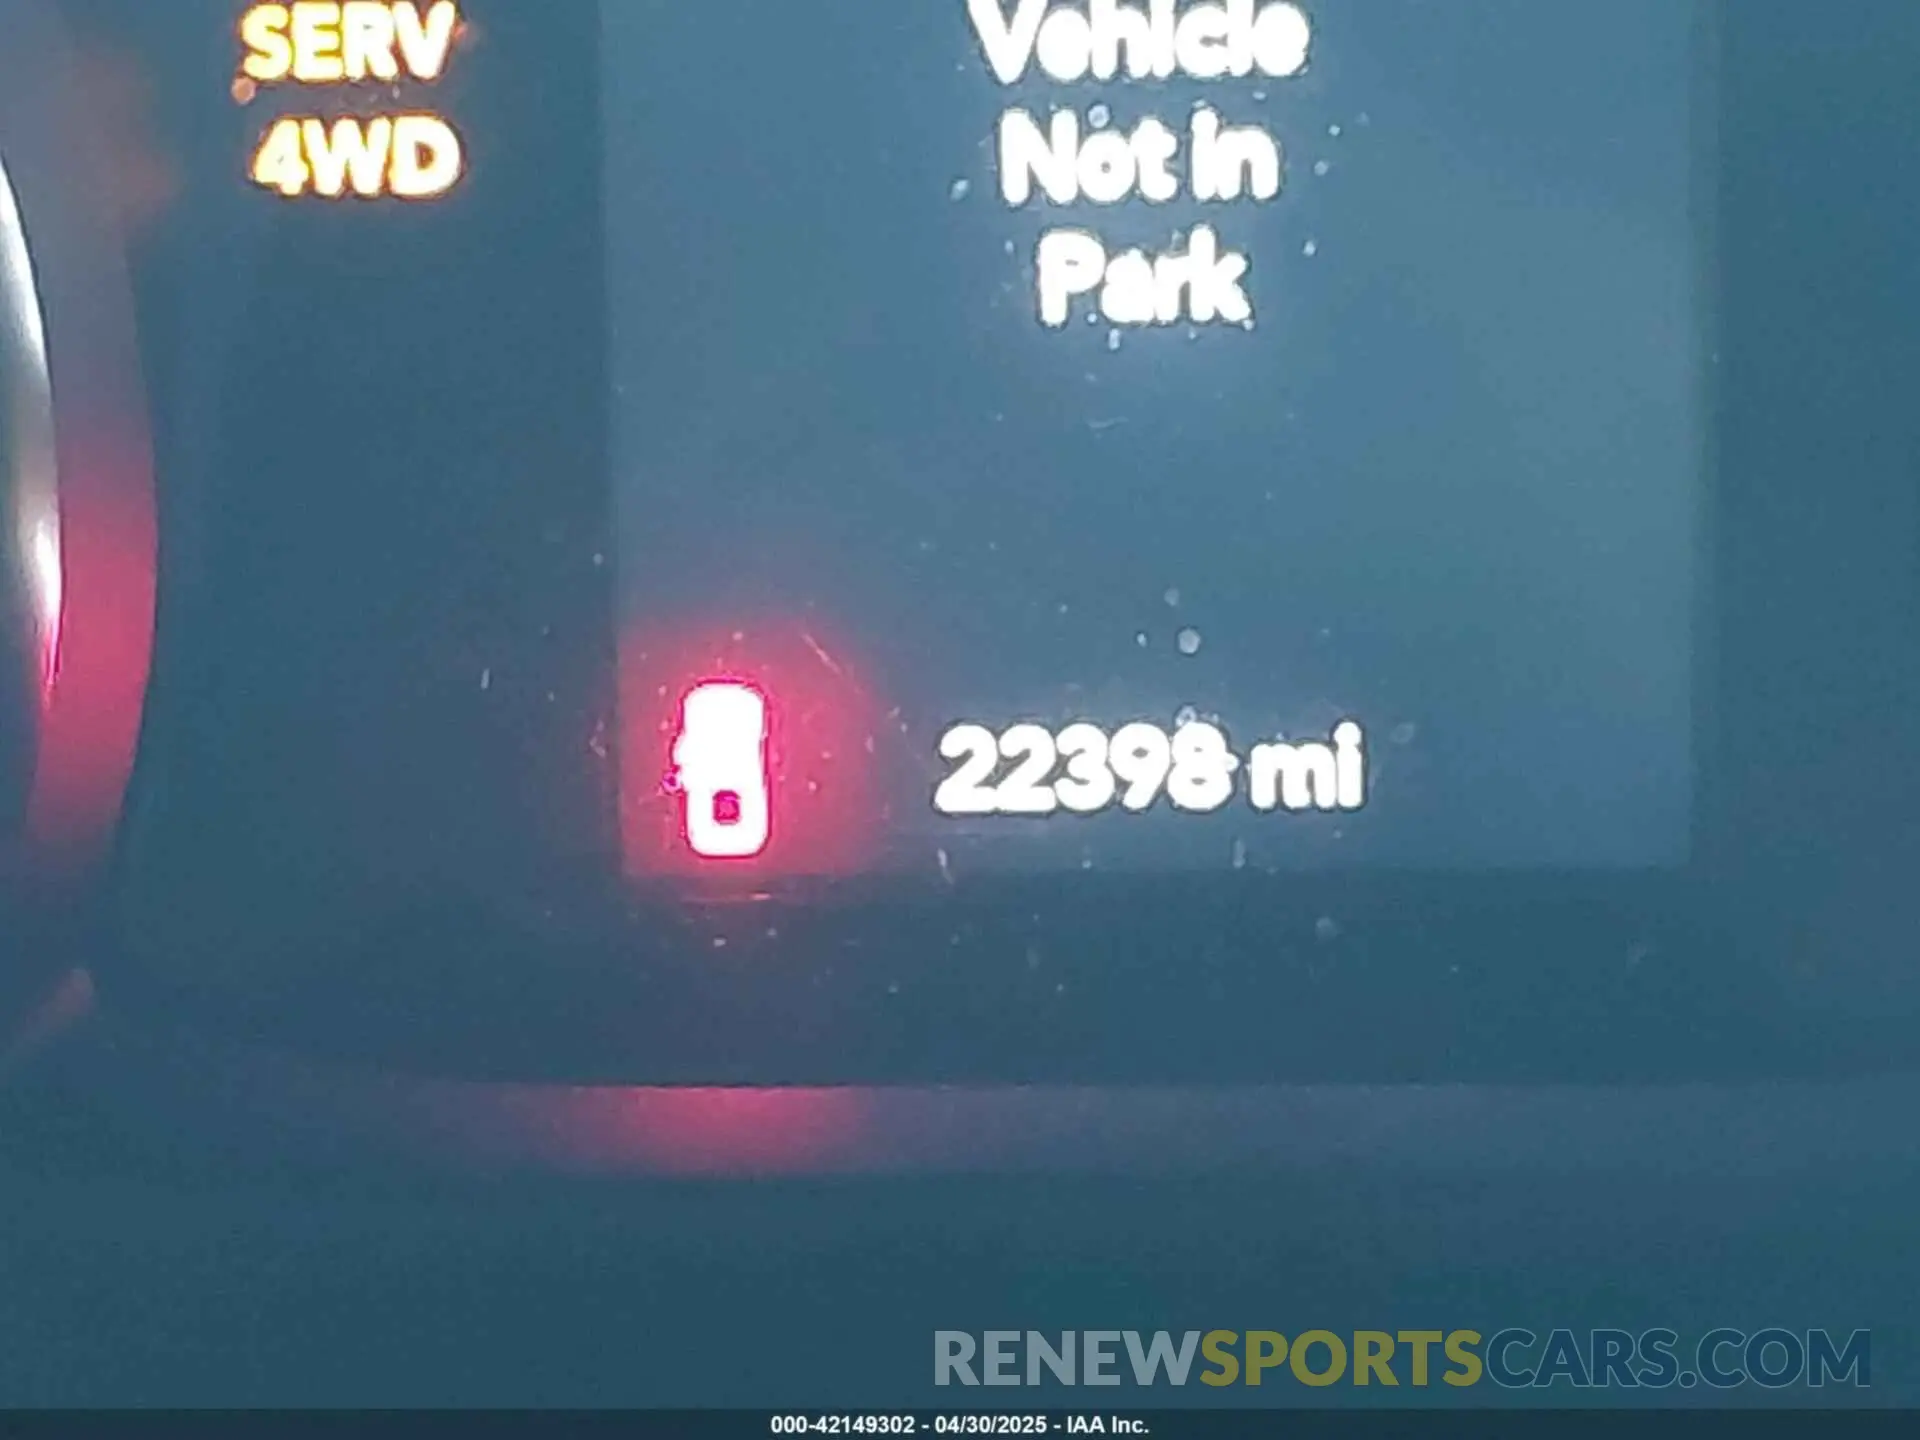 SERV
4WD
Vehicle
Not in
Park
22398 mi
RENEWSPORTSCARS.COM
000-42149302 - 04/30/2025 - IAA Inc.